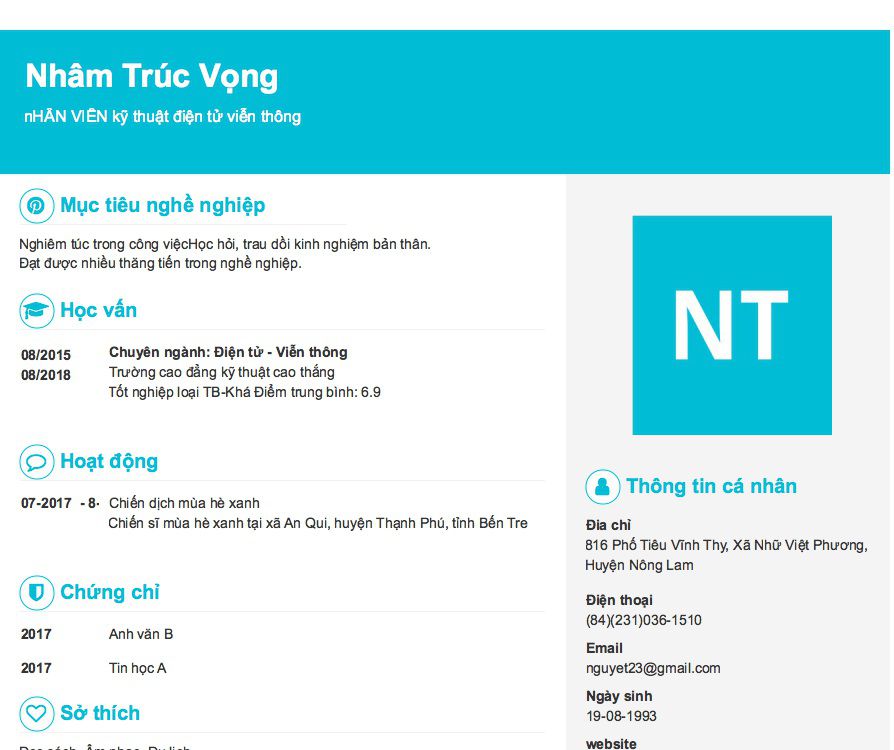 Nhâm Trúc Vọng
nHÂN VIÊN kỹ thuật điện tử viễn thông
Mục tiêu nghề nghiệp
Nghiêm túc trong công việcHọc hỏi, trau dồi kinh nghiệm bản thân.
Đạt được nhiều thăng tiến trong nghề nghiệp.
Học vấn
08/2015
08/2018
Chuyên ngành: Điện tử - Viễn thông
Trường cao đẳng kỹ thuật cao thắng
Tốt nghiệp loại TB-Khá Điểm trung bình: 6.9
Hoạt động
07-2017 - 8- Chiến dịch mùa hè xanh
Chiến sĩ mùa hè xanh tại xã An Qui, huyện Thạnh Phú, tỉnh Bến Tre
Chứng chỉ
2017 Anh văn B
2017 Tin học A
Sở thích
Đọc sách, Âm nhạc, Du lịch
NT
Thông tin cá nhân
Đia chỉ
816 Phố Tiêu Vĩnh Thy, Xã Nhữ Việt Phương,
Huyện Nông Lam
Điện thoại
(84)(231)036-1510
Email
nguyet23@gmail.com
Ngày sinh
19-08-1993
website